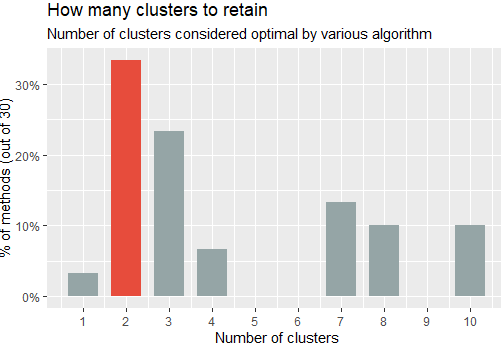 How many clusters to retain
Number of clusters considered optimal by various algorithm
% of methods (out of 30)
30%
20%
10%
0%
1 2 3 4 5 6 7 8 9 10
Number of clusters